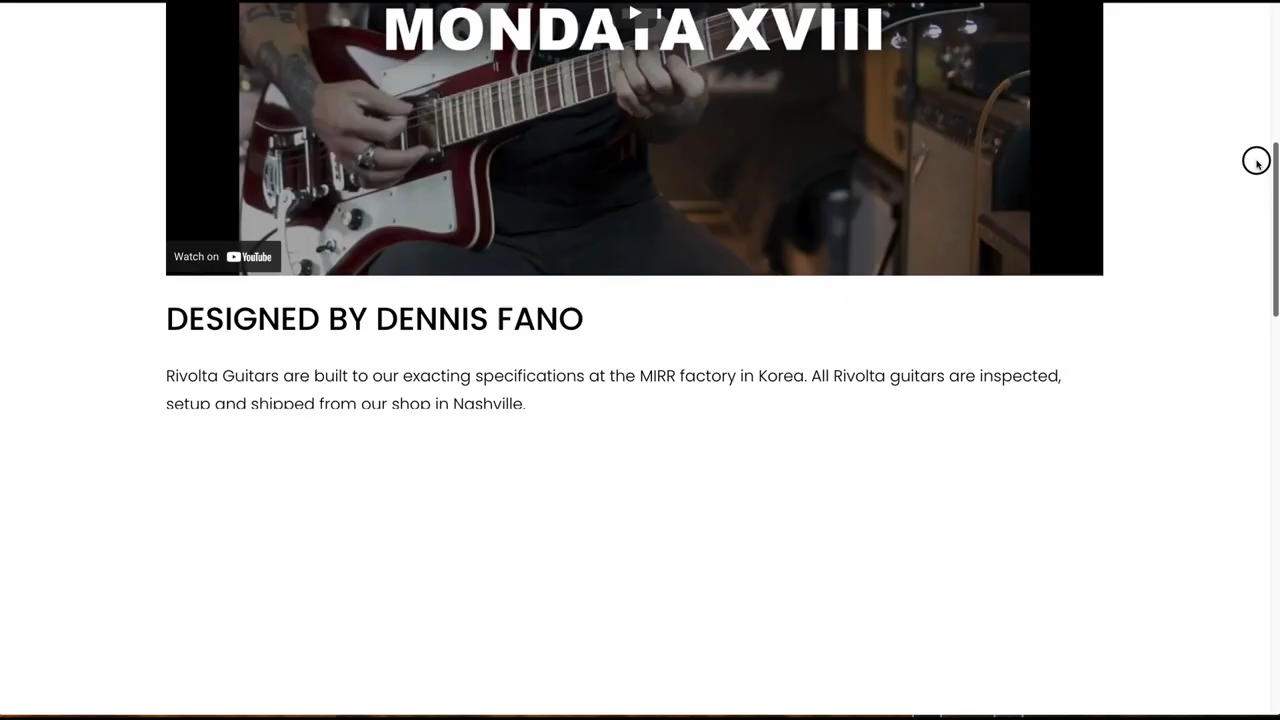 MONDATA XVIII
Watch on YouTube
DESIGNED BY DENNIS FANO
Rivolta Guitars are built to our exacting specifications at the MIRR factory in Korea. All Rivolta guitars are inspected,
setup and shipped from our shop in Nashville.